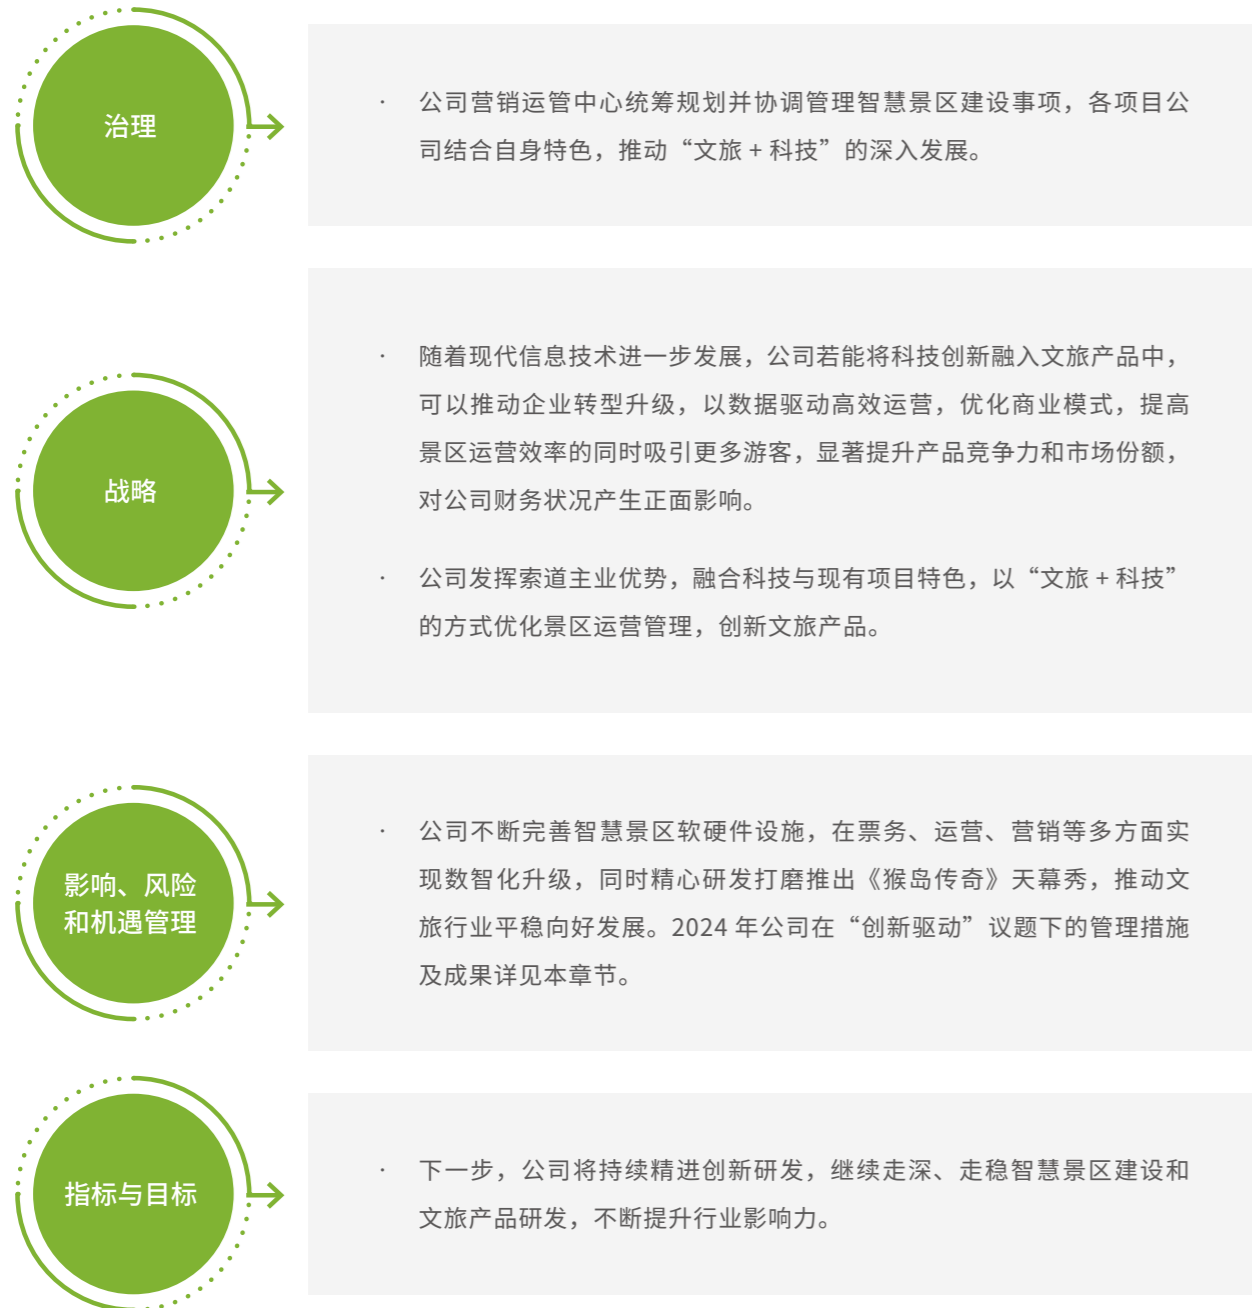 治理
· 公司营销运管中心统筹规划并协调管理智慧景区建设事项，各项目公
司结合自身特色，推动“文旅 + 科技”的深入发展。
战略
· 随着现代信息技术进一步发展，公司若能将科技创新融入文旅产品中，
可以推动企业转型升级，以数据驱动高效运营，优化商业模式，提高
景区运营效率的同时吸引更多游客，显著提升产品竞争力和市场份额，
对公司财务状况产生正面影响。
· 公司发挥索道主业优势，融合科技与现有项目特色，以“文旅 + 科技”
的方式优化景区运营管理，创新文旅产品。
影响、风险
和机遇管理
· 公司不断完善智慧景区软硬件设施，在票务、运营、营销等多方面实
现数智化升级，同时精心研发打磨推出《猴岛传奇》天幕秀，推动文
旅行业平稳向好发展。2024 年公司在“创新驱动”议题下的管理措施
及成果详见本章节。
指标与目标
· 下一步，公司将持续精进创新研发，继续走深、走稳智慧景区建设和
文旅产品研发，不断提升行业影响力。